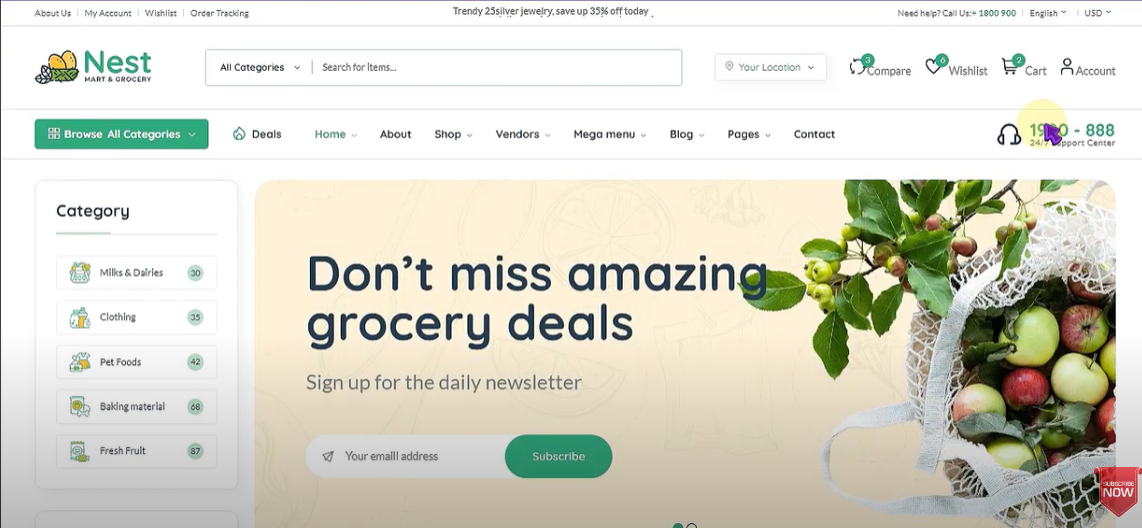 About Us My Account Wishlist Order Tracking
Trendy 25silver jewelry, save up 35% off today
Need help? Call Us:+ 1800 900 English USD
Nest
MART & GROCERY
All Categories Search for items...
Your Location
3 Compare
6 Wishlist
2 Cart
Account
Browse All Categories
Deals Home About Shop Vendors Mega menu Blog Pages Contact
- 888
24/7 Support Center
Category
Milks & Dairies 30
Clothing 35
Pet Foods 42
Baking material 68
Fresh Fruit 87
Don't miss amazing
grocery deals
Sign up for the daily newsletter
Your emalll address Subscribe
SUBSCRIBE
NOW